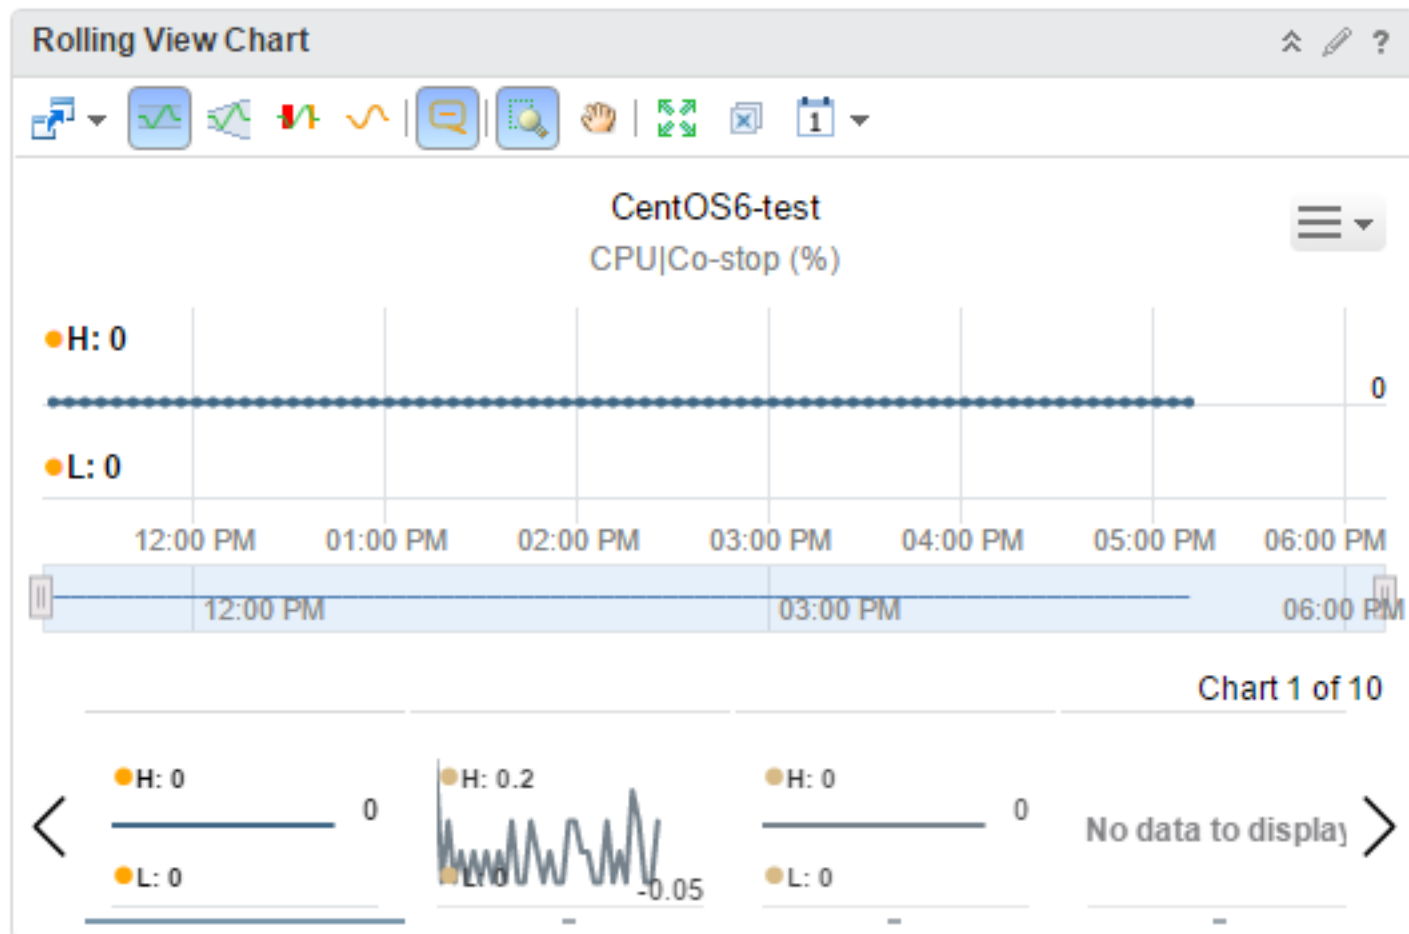 Rolling View Chart
?
1
CentOS6-test
CPU|Co-stop (%)
H: 0
0
L: 0
12:00 PM 01:00 PM 02:00 PM 03:00 PM 04:00 PM 05:00 PM 06:00 PM
12:00 PM 03:00 PM 06:00 PM
Chart 1 of 10
H: 0 H: 0.2 H: 0
0 0
No data to display
L: 0 L: 0 -0.05 L: 0